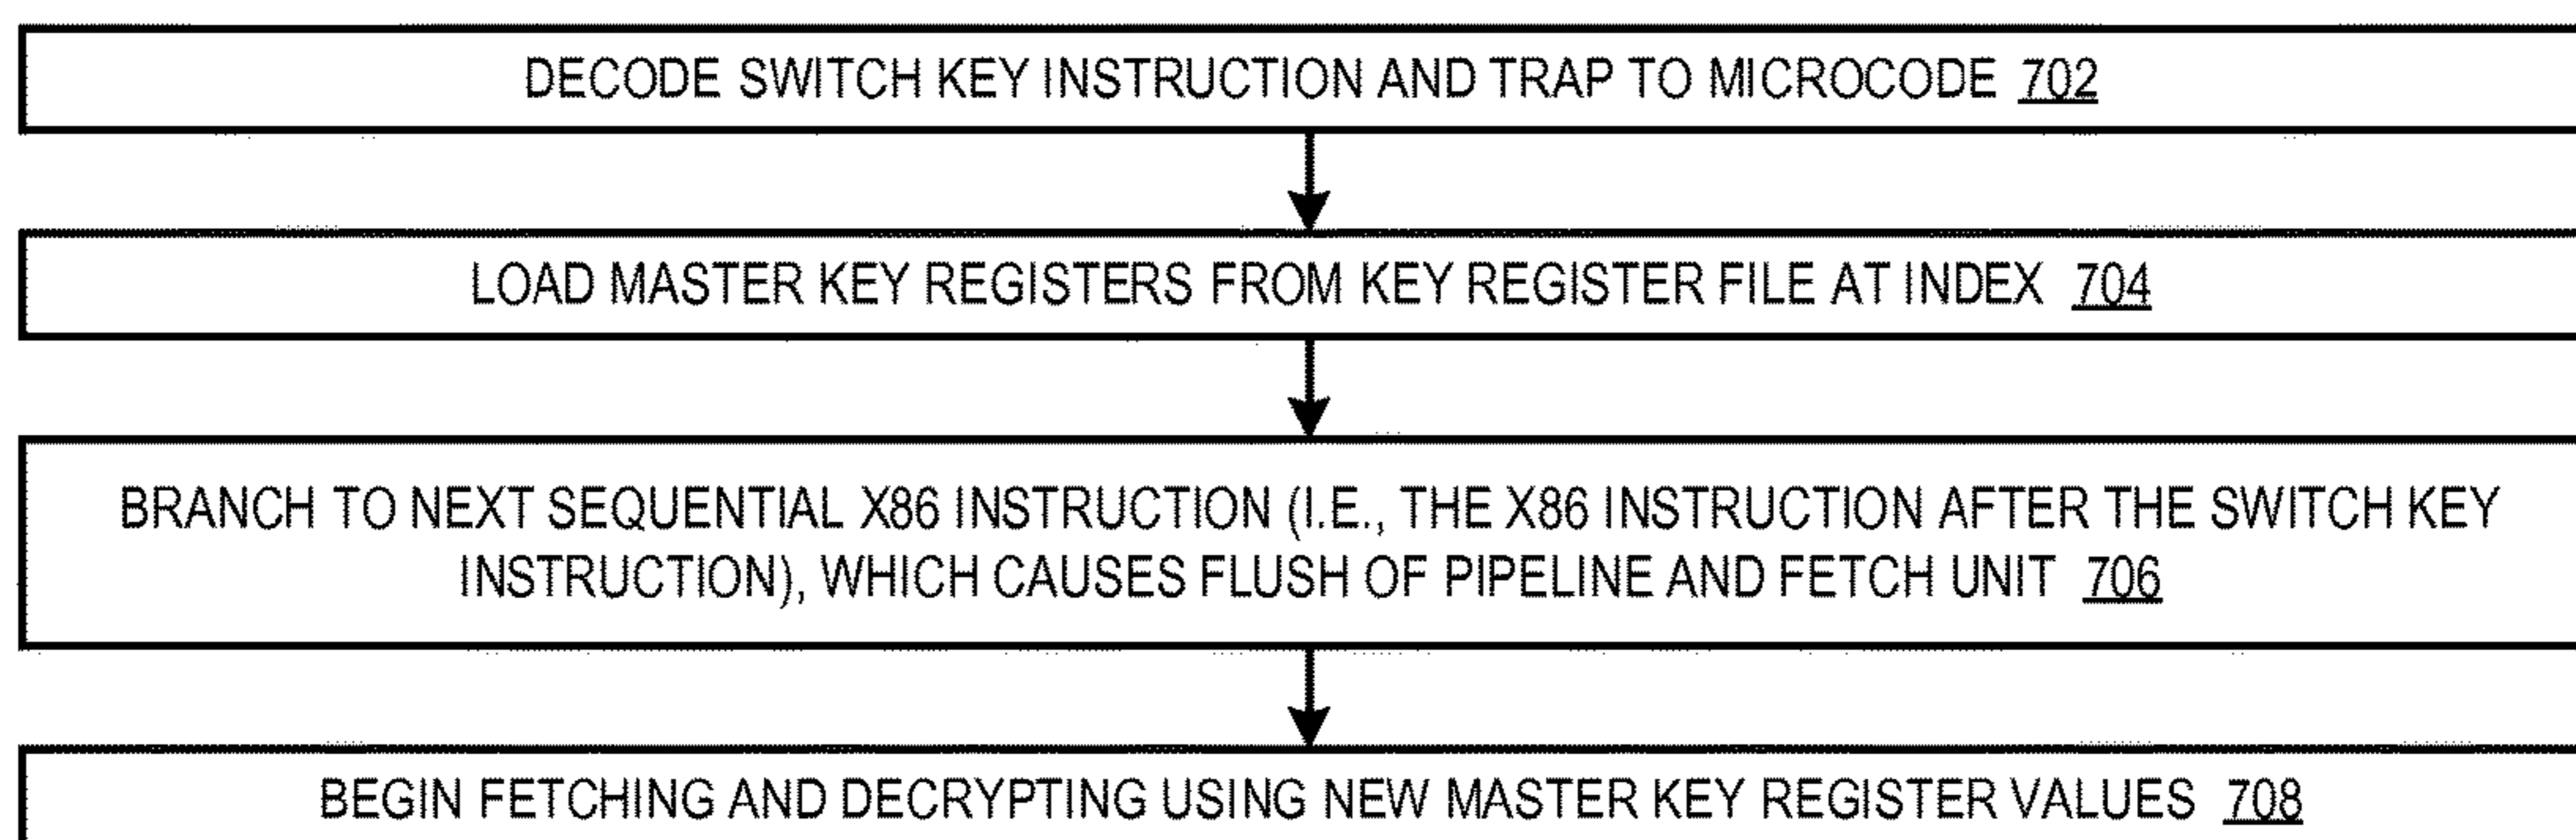 DECODE SWITCH KEY INSTRUCTION AND TRAP TO MICROCODE 702
LOAD MASTER KEY REGISTERS FROM KEY REGISTER FILE AT INDEX 704
BRANCH TO NEXT SEQUENTIAL X86 INSTRUCTION (I.E., THE X86 INSTRUCTION AFTER THE SWITCH KEY
INSTRUCTION), WHICH CAUSES FLUSH OF PIPELINE AND FETCH UNIT 706
BEGIN FETCHING AND DECRYPTING USING NEW MASTER KEY REGISTER VALUES 708